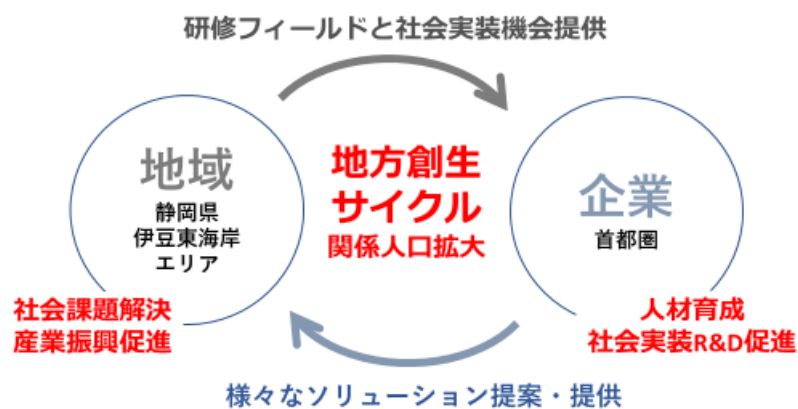 研修フィールドと社会実装機会提供
地域
静岡県
伊豆東海岸
エリア
社会課題解決
産業振興促進
地方創生
サイクル
関係人口拡大
企業
首都圏
人材育成
社会実装R&D促進
様々なソリューション提案・提供